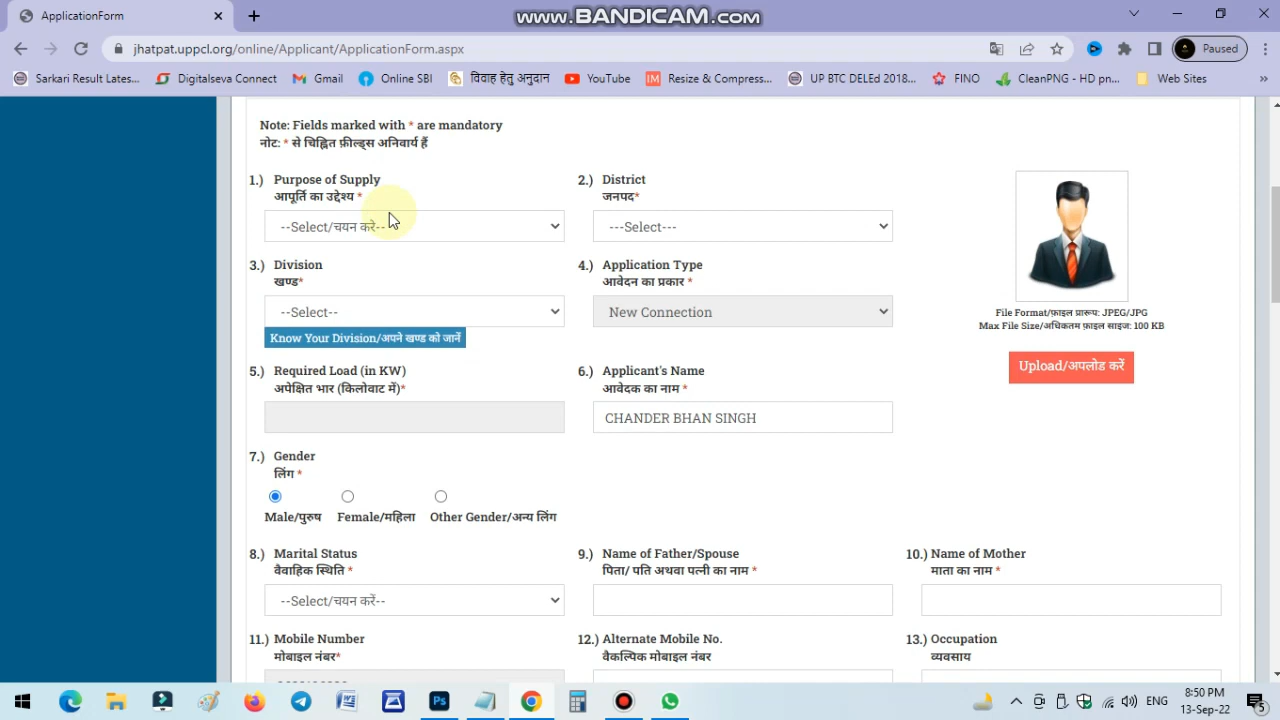 ApplicationForm
www.BANDICAM.com
jhatpat.uppcl.org/online/Applicant/ApplicationForm.aspx
Paused
Sarkari Result Lates... Digitalseva Connect Gmail Online SBI विवाह हेतु अनुदान YouTube Resize & Compress... UP BTC DELEd 2018... FINO CleanPNG - HD pn... Web Sites
Note: Fields marked with * are mandatory
नोट: * से चिह्नित फ़ील्ड्स अनिवार्य हैं
1.) Purpose of Supply 2.) District
आपूर्ति का उद्देश्य * जनपद*
--Select/चयन करे-- ---Select---
3.) Division 4.) Application Type
खण्ड* आवेदन का प्रकार *
--Select-- New Connection
File Format/फ़ाइल प्रारूप: JPEG/JPG
Max File Size/अधिकतम फ़ाइल साइज: 100 KB
Know Your Division/अपने खण्ड को जानें
Upload/अपलोड करें
5.) Required Load (in KW) 6.) Applicant's Name
अपेक्षित भार (किलोवाट में)* आवेदक का नाम *
CHANDER BHAN SINGH
7.) Gender
लिंग *
Male/पुरुष Female/महिला Other Gender/अन्य लिंग
8.) Marital Status 9.) Name of Father/Spouse 10.) Name of Mother
वैवाहिक स्थिति * पिता/ पति अथवा पत्नी का नाम * माता का नाम *
--Select/चयन करें--
11.) Mobile Number 12.) Alternate Mobile No. 13.) Occupation
मोबाइल नंबर* वैकल्पिक मोबाइल नंबर व्यवसाय
ENG
8:50 PM
13-Sep-22